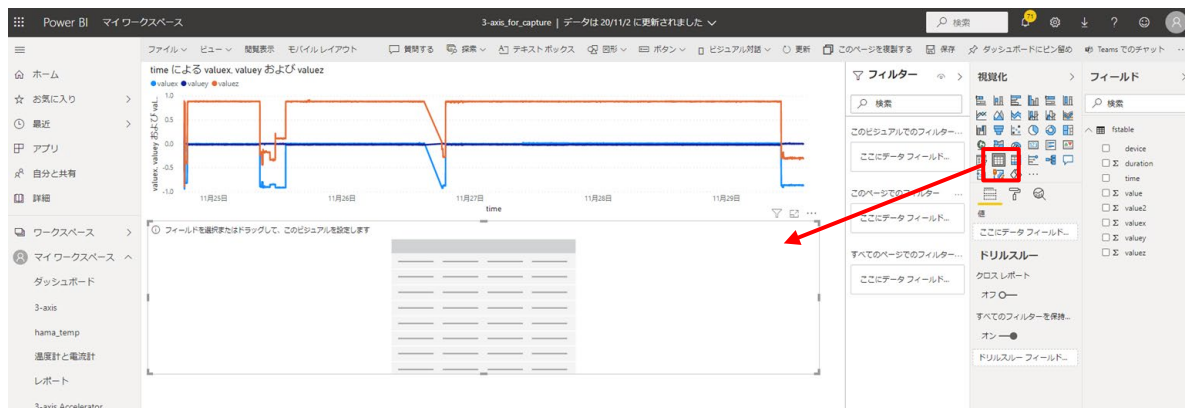 Power BI マイ ワークスペース
3-axis_for_capture | データは 20/11/2 に更新されました
検索
71
ファイル ビュー 閲覧表示 モバイル レイアウト
質問する 探索 テキスト ボックス 図形 ボタン ビジュアル対話 更新 このページを複製する 保存 ダッシュボードにピン留め Teams でのチャット ...
ホーム
お気に入り
最近
アプリ
自分と共有
詳細
ワークスペース
マイ ワークスペース
ダッシュボード
3-axis
hama_temp
温度計と電流計
レポート
3-axis Accelerator
time による valuex, valuey および valuez
valuex valuey valuez
valuex, valuey および val...
1.0
0.5
0.0
-0.5
-1.0
11月25日 11月26日 11月27日 11月28日 11月29日
time
フィールドを選択またはドラッグして、このビジュアルを設定します
フィルター
検索
このビジュアルでのフィルター...
ここにデータ フィールド...
このページでのフィルター ...
ここにデータ フィールド...
すべてのページでのフィルター...
ここにデータ フィールド...
視覚化
値
ここにデータ フィールド...
ドリルスルー
クロス レポート
オフ
すべてのフィルターを保持...
オン
ドリルスルー フィールド...
フィールド
検索
fstable
device
Σ duration
time
Σ value
Σ value2
Σ valuex
Σ valuey
Σ valuez